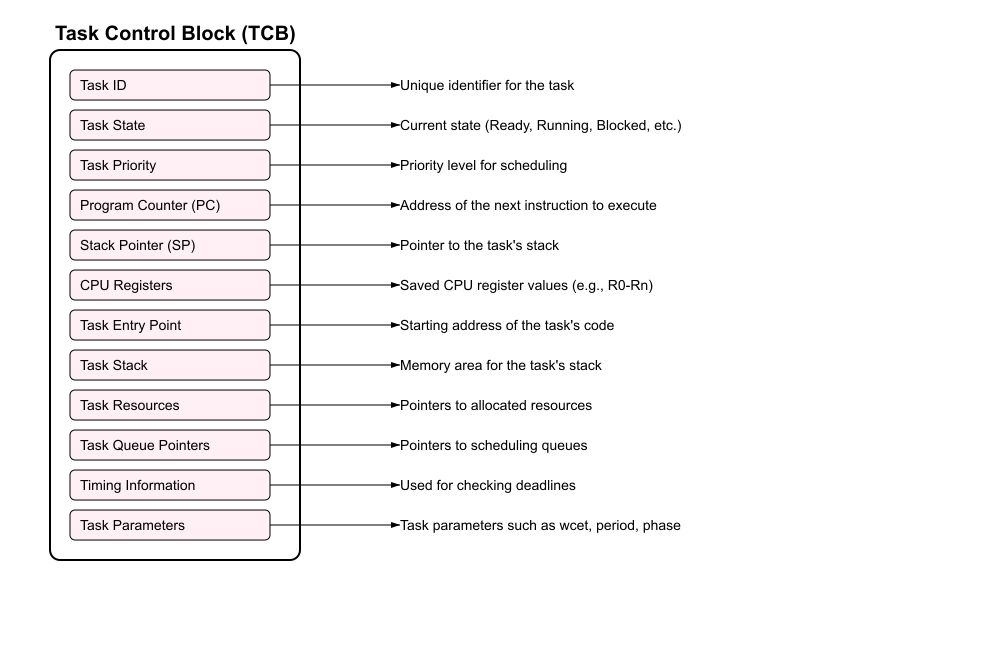 Task Control Block (TCB)
Task ID
Unique identifier for the task
Task State
Current state (Ready, Running, Blocked, etc.)
Task Priority
Priority level for scheduling
Program Counter (PC)
Address of the next instruction to execute
Stack Pointer (SP)
Pointer to the task's stack
CPU Registers
Saved CPU register values (e.g., R0-Rn)
Task Entry Point
Starting address of the task's code
Task Stack
Memory area for the task's stack
Task Resources
Pointers to allocated resources
Task Queue Pointers
Pointers to scheduling queues
Timing Information
Used for checking deadlines
Task Parameters
Task parameters such as wcet, period, phase